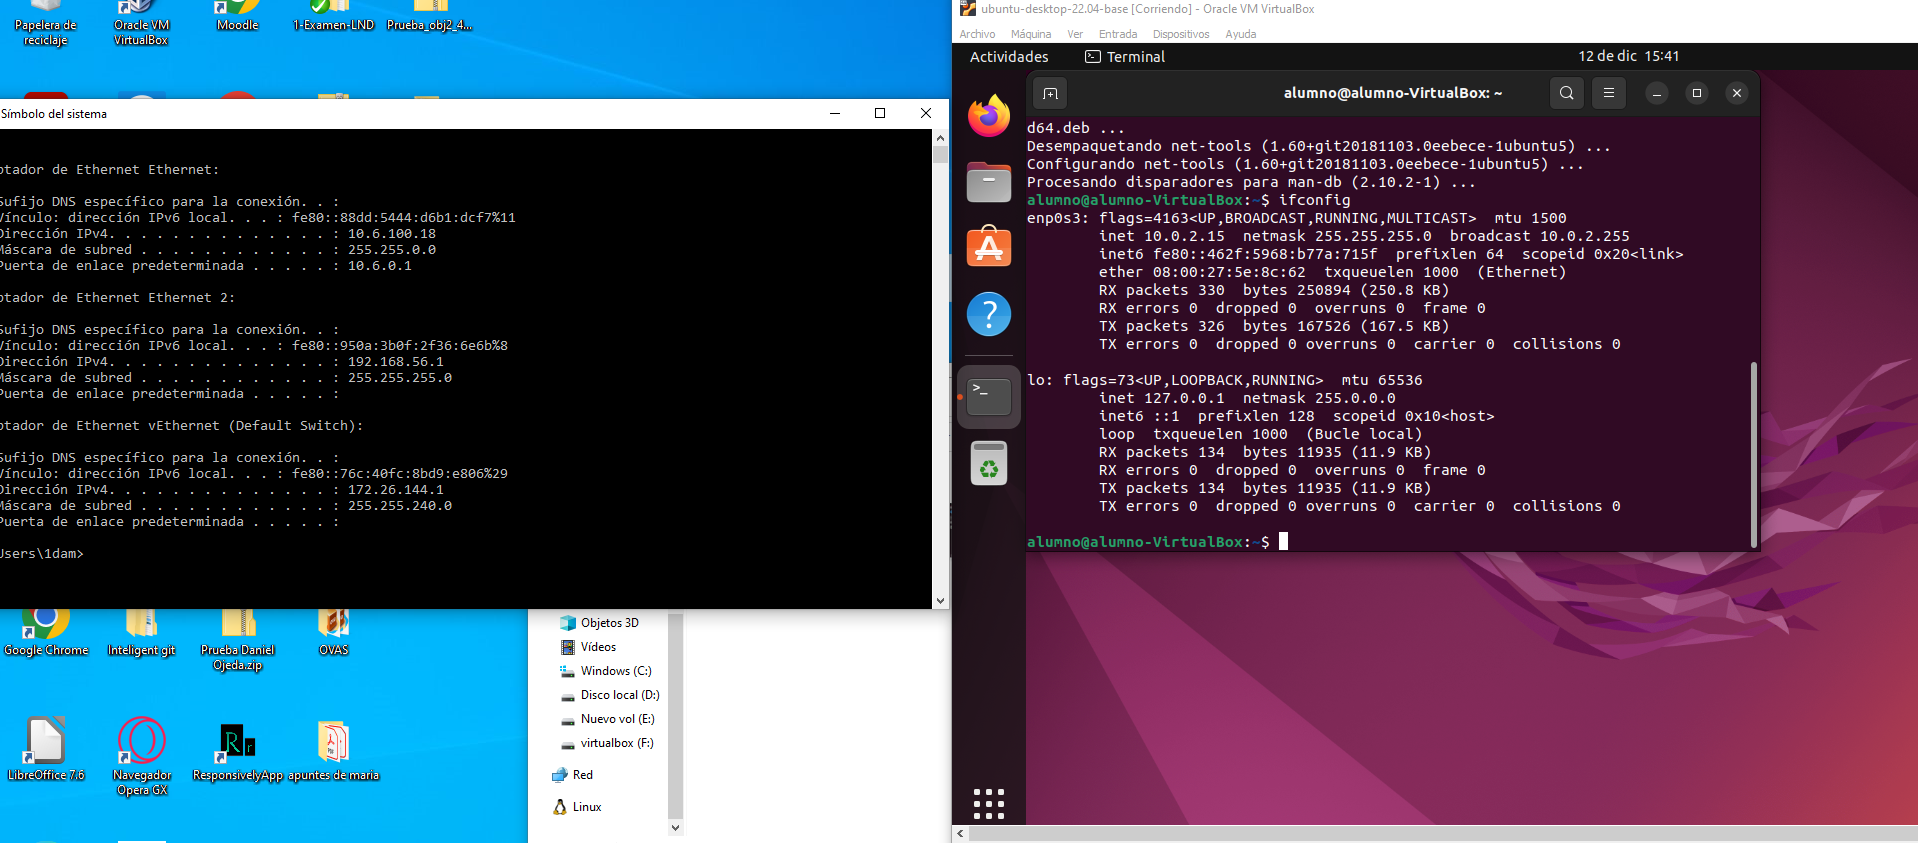 Papelera de reciclaje
Oracle VM VirtualBox
Moodle
1-Examen-LND
Prueba_obj2_4...
Símbolo del sistema
ptador de Ethernet Ethernet:
Sufijo DNS específico para la conexión. . :
Vínculo: dirección IPv6 local. . . : fe80::88dd:5444:d6b1:dcf7%11
Dirección IPv4. . . . . . . . . . . . . . : 10.6.100.18
Máscara de subred . . . . . . . . . . . . : 255.255.0.0
Puerta de enlace predeterminada . . . . . : 10.6.0.1
ptador de Ethernet Ethernet 2:
Sufijo DNS específico para la conexión. . :
Vínculo: dirección IPv6 local. . . : fe80::950a:3b0f:2f36:6e6b%8
Dirección IPv4. . . . . . . . . . . . . . : 192.168.56.1
Máscara de subred . . . . . . . . . . . . : 255.255.255.0
Puerta de enlace predeterminada . . . . . :
ptador de Ethernet vEthernet (Default Switch):
Sufijo DNS específico para la conexión. . :
Vínculo: dirección IPv6 local. . . : fe80::76c:40fc:8bd9:e806%29
Dirección IPv4. . . . . . . . . . . . . . : 172.26.144.1
Máscara de subred . . . . . . . . . . . . : 255.255.240.0
Puerta de enlace predeterminada . . . . . :
Users\1dam>
Google Chrome
Inteligent git
Prueba Daniel Ojeda.zip
OVAS
LibreOffice 7.6
Navegador Opera GX
ResponsivelyApp
apuntes de maria
Objetos 3D
Vídeos
Windows (C:)
Disco local (D:)
Nuevo vol (E:)
virtualbox (F:)
Red
Linux
ubuntu-desktop-22.04-base [Corriendo] - Oracle VM VirtualBox
Archivo Máquina Ver Entrada Dispositivos Ayuda
Actividades Terminal 12 de dic 15:41
alumno@alumno-VirtualBox: ~
d64.deb ...
Desempaquetando net-tools (1.60+git20181103.0eebece-1ubuntu5) ...
Configurando net-tools (1.60+git20181103.0eebece-1ubuntu5) ...
Procesando disparadores para man-db (2.10.2-1) ...
alumno@alumno-VirtualBox:~$ ifconfig
enp0s3: flags=4163<UP,BROADCAST,RUNNING,MULTICAST> mtu 1500
inet 10.0.2.15 netmask 255.255.255.0 broadcast 10.0.2.255
inet6 fe80::462f:5968:b77a:715f prefixlen 64 scopeid 0x20<link>
ether 08:00:27:5e:8c:62 txqueuelen 1000 (Ethernet)
RX packets 330 bytes 250894 (250.8 KB)
RX errors 0 dropped 0 overruns 0 frame 0
TX packets 326 bytes 167526 (167.5 KB)
TX errors 0 dropped 0 overruns 0 carrier 0 collisions 0
lo: flags=73<UP,LOOPBACK,RUNNING> mtu 65536
inet 127.0.0.1 netmask 255.0.0.0
inet6 ::1 prefixlen 128 scopeid 0x10<host>
loop txqueuelen 1000 (Bucle local)
RX packets 134 bytes 11935 (11.9 KB)
RX errors 0 dropped 0 overruns 0 frame 0
TX packets 134 bytes 11935 (11.9 KB)
TX errors 0 dropped 0 overruns 0 carrier 0 collisions 0
alumno@alumno-VirtualBox:~$